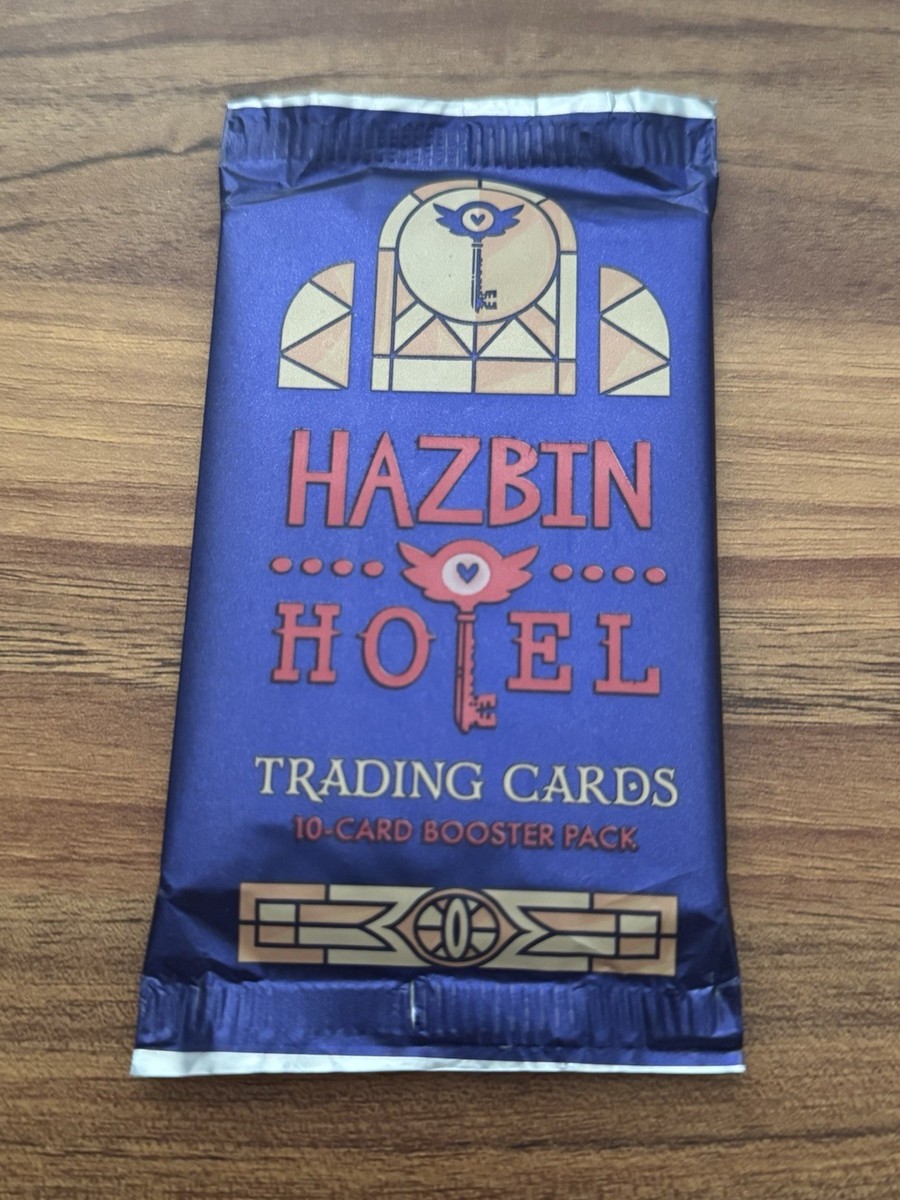 HAZBIN
HOTEL
TRADING CARDS
10-CARD BOOSTER PACK